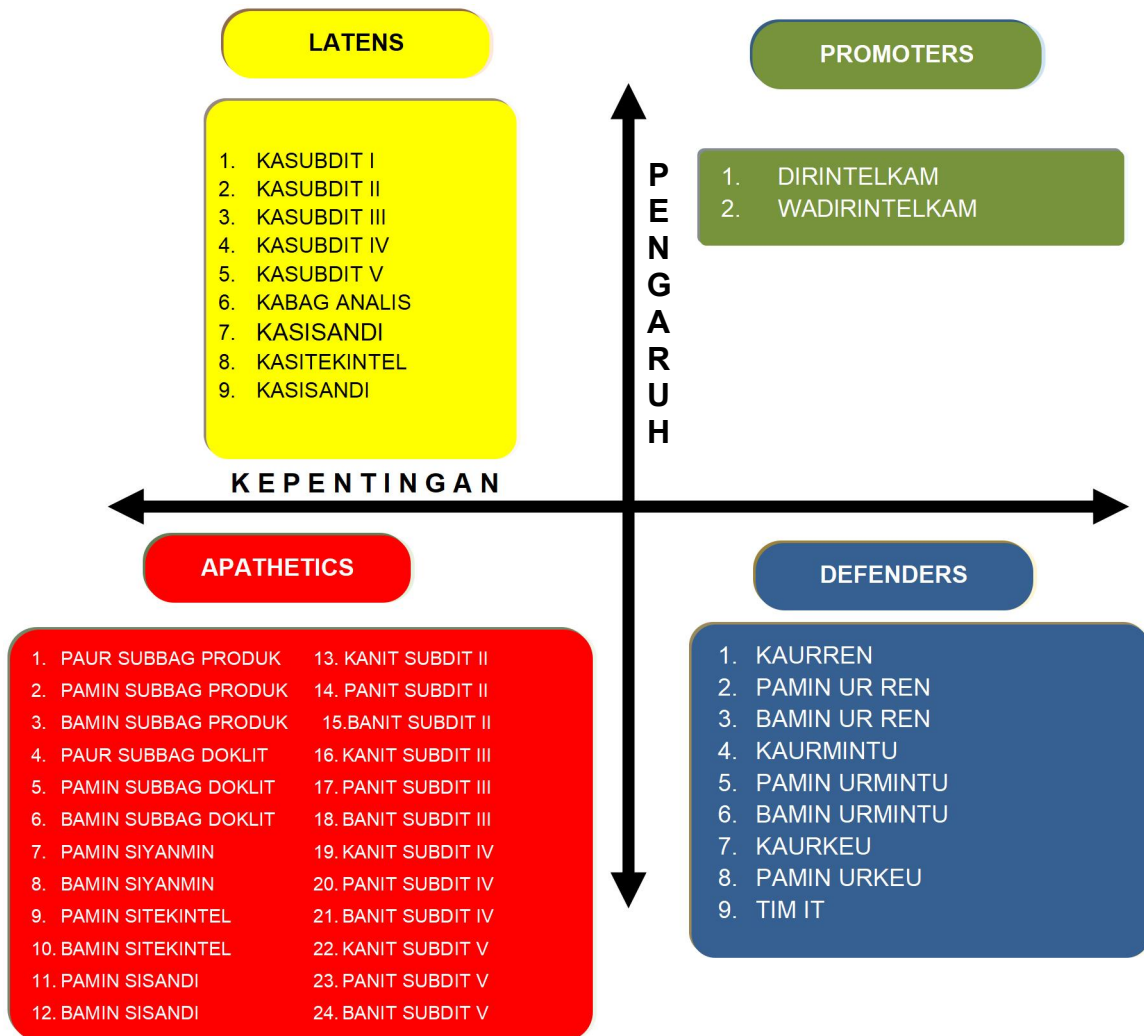 LATENS
1. KASUBDIT I
2. KASUBDIT II
3. KASUBDIT III
4. KASUBDIT IV
5. KASUBDIT V
6. KABAG ANALIS
7. KASISANDI
8. KASITEKINTEL
9. KASISANDI
PROMOTERS
1. DIRINTELKAM
2. WADIRINTELKAM
PENGARUH
KEPENTINGAN
APATHETICS
1. PAUR SUBBAG PRODUK
2. PAMIN SUBBAG PRODUK
3. BAMIN SUBBAG PRODUK
4. PAUR SUBBAG DOKLIT
5. PAMIN SUBBAG DOKLIT
6. BAMIN SUBBAG DOKLIT
7. PAMIN SIYANMIN
8. BAMIN SIYANMIN
9. PAMIN SITEKINTEL
10. BAMIN SITEKINTEL
11. PAMIN SISANDI
12. BAMIN SISANDI
13. KANIT SUBDIT II
14. PANIT SUBDIT II
15. BANIT SUBDIT II
16. KANIT SUBDIT III
17. PANIT SUBDIT III
18. BANIT SUBDIT III
19. KANIT SUBDIT IV
20. PANIT SUBDIT IV
21. BANIT SUBDIT IV
22. KANIT SUBDIT V
23. PANIT SUBDIT V
24. BANIT SUBDIT V
DEFENDERS
1. KAURREN
2. PAMIN UR REN
3. BAMIN UR REN
4. KAURMINTU
5. PAMIN URMINTU
6. BAMIN URMINTU
7. KAURKEU
8. PAMIN URKEU
9. TIM IT